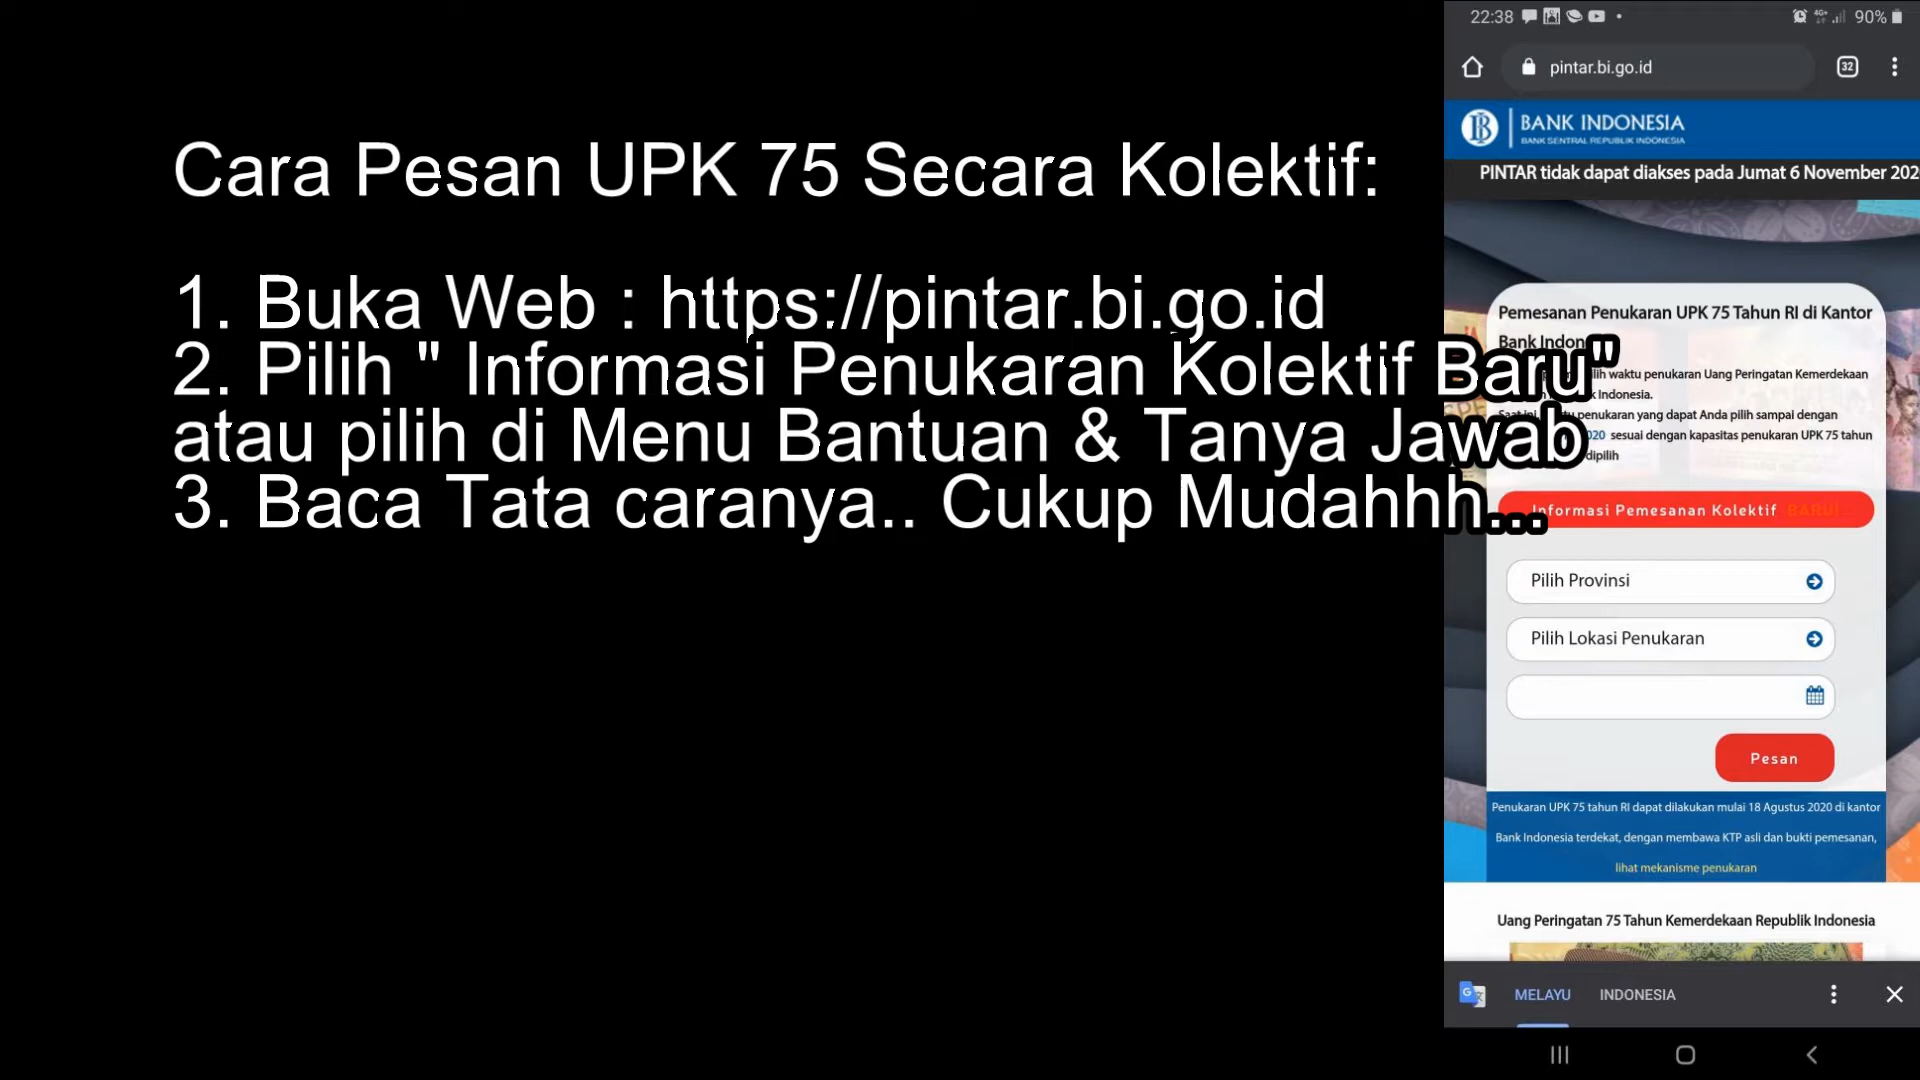 Cara Pesan UPK 75 Secara Kolektif:
1. Buka Web : https://pintar.bi.go.id
2. Pilih " Informasi Penukaran Kolektif Baru"
atau pilih di Menu Bantuan & Tanya Jawab
3. Baca Tata caranya.. Cukup Mudahhh...
22:38
90%
pintar.bi.go.id
32
BANK INDONESIA
BANK SENTRAL REPUBLIK INDONESIA
PINTAR tidak dapat diakses pada Jumat 6 November 202
Pemesanan Penukaran UPK 75 Tahun RI di Kantor
Bank Indon
waktu penukaran Uang Peringatan Kemerdekaan
Indonesia.
penukaran yang dapat Anda pilih sampai dengan
2020 sesuai dengan kapasitas penukaran UPK 75 tahun
dipilih
Informasi Pemesanan Kolektif BARU!
Pilih Provinsi
Pilih Lokasi Penukaran
Pesan
Penukaran UPK 75 tahun RI dapat dilakukan mulai 18 Agustus 2020 di kantor
Bank Indonesia terdekat, dengan membawa KTP asli dan bukti pemesanan,
lihat mekanisme penukaran
Uang Peringatan 75 Tahun Kemerdekaan Republik Indonesia
MELAYU INDONESIA